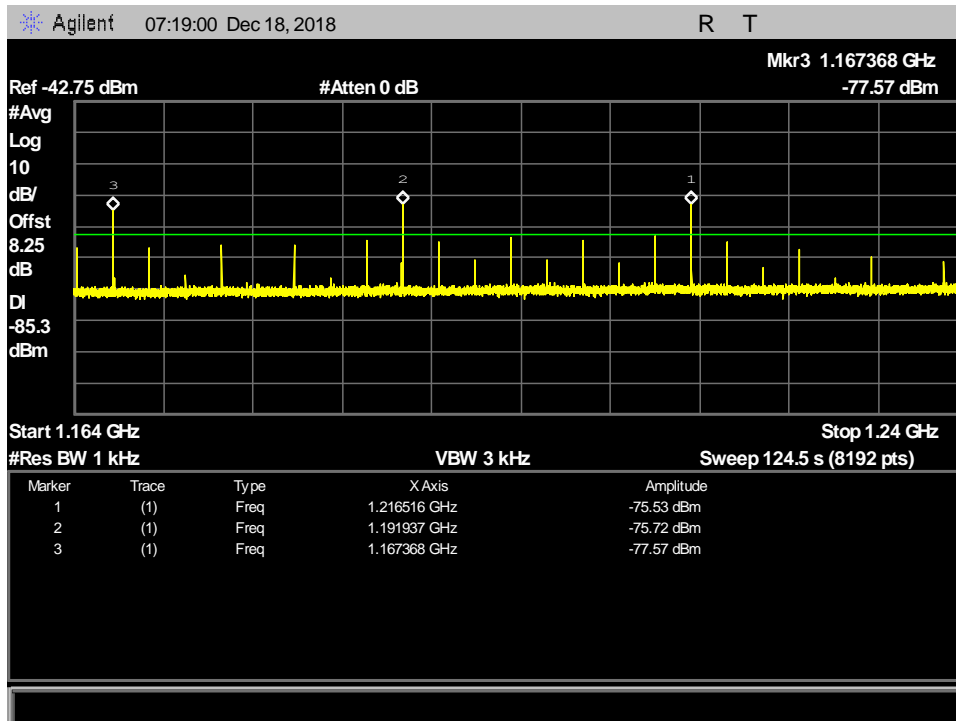 Agilent 07:19:00 Dec 18, 2018 R T
Mkr3 1.167368 GHz
Ref -42.75 dBm #Atten 0 dB -77.57 dBm
#Avg
Log
10
dB/
Offst
8.25
dB
DI
-85.3
dBm
3 2 1
Start 1.164 GHz Stop 1.24 GHz
#Res BW 1 kHz VBW 3 kHz Sweep 124.5 s (8192 pts)
Marker Trace Type X Axis Amplitude
1 (1) Freq 1.216516 GHz -75.53 dBm
2 (1) Freq 1.191937 GHz -75.72 dBm
3 (1) Freq 1.167368 GHz -77.57 dBm